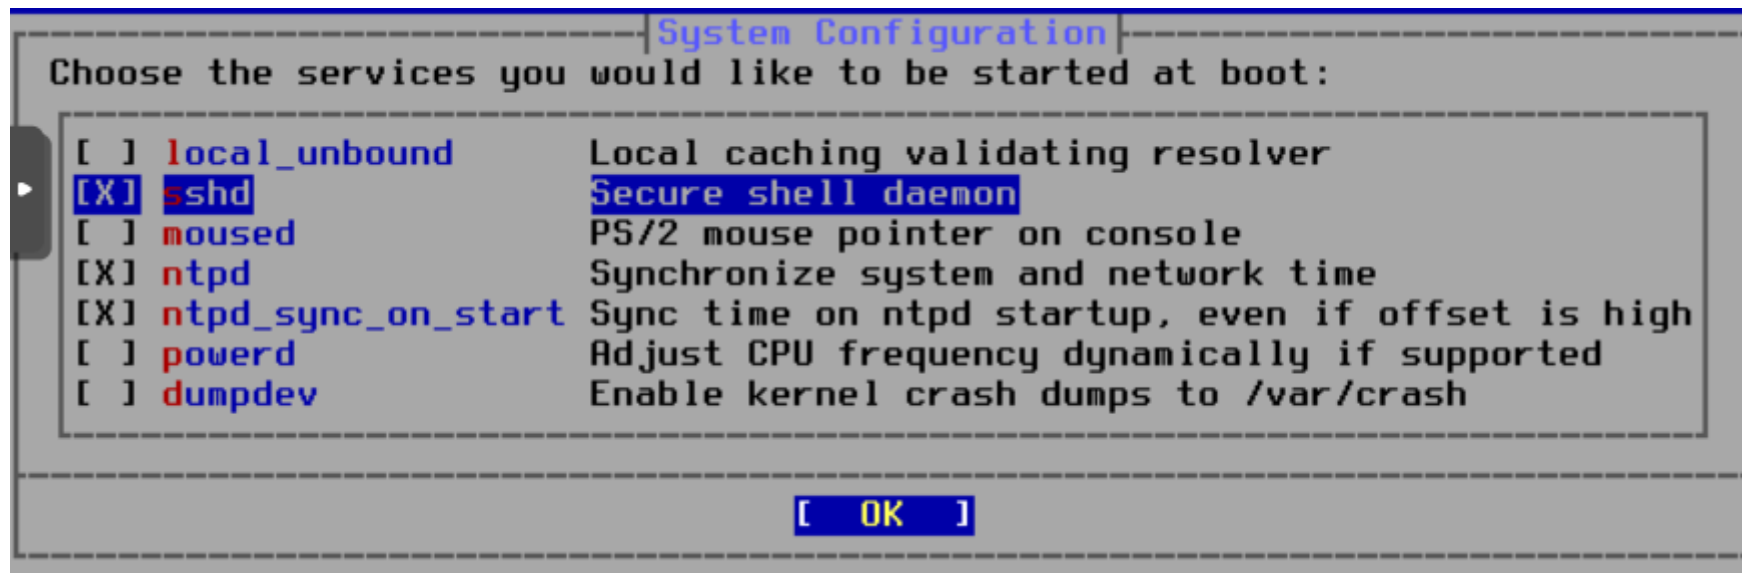 System Configuration
Choose the services you would like to be started at boot:
[ ] local_unbound Local caching validating resolver
[X] sshd Secure shell daemon
[ ] moused PS/2 mouse pointer on console
[X] ntpd Synchronize system and network time
[X] ntpd_sync_on_start Sync time on ntpd startup, even if offset is high
[ ] powerd Adjust CPU frequency dynamically if supported
[ ] dumpdev Enable kernel crash dumps to /var/crash
[ OK ]